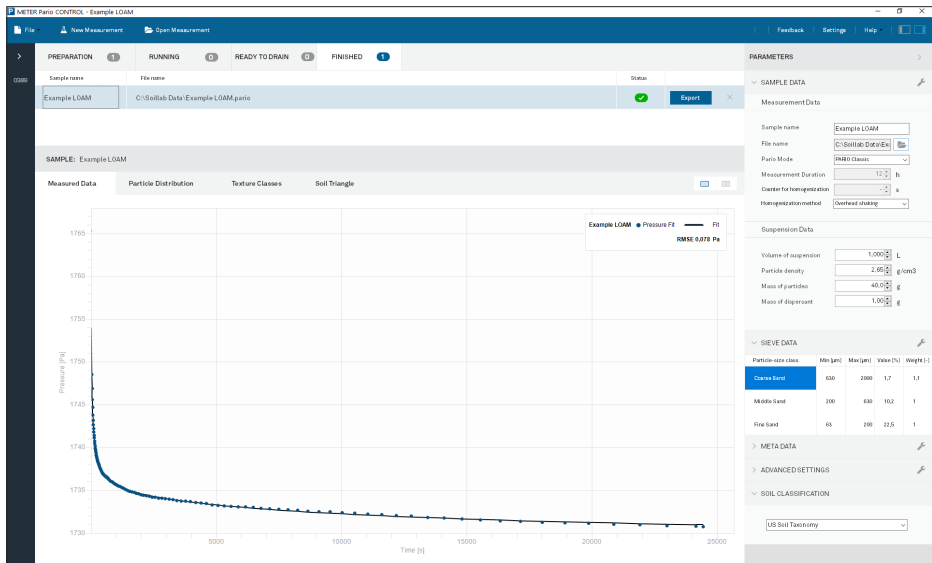 METER Pario CONTROL - Example LOAM
File New Measurement Open Measurement Feedback Settings Help
PREPARATION 1 RUNNING 0 READY TO DRAIN 0 FINISHED 1
Sample name File name Status
Example LOAM C:\Soillab Data\Example LOAM.pario Export
SAMPLE: Example LOAM
Measured Data Particle Distribution Texture Classes Soil Triangle
Example LOAM Pressure Fit Fit
RMSE 0,078 Pa
Pressure [Pa]
1765
1760
1755
1750
1745
1740
1735
1730
5000 10000 15000 20000 25000
Time [s]
PARAMETERS
SAMPLE DATA
Measurement Data
Sample name Example LOAM
File name C:\Soillab Data\Ex
Pario Mode PARIO Classic
Measurement Duration 12 h
Counter for homogenization - s
Homogenization method Overhead shaking
Suspension Data
Volume of suspension 1,000 L
Particle density 2,65 g/cm3
Mass of particles 40,0 g
Mass of dispersant 1,00 g
SIEVE DATA
Particle-size class Min [µm] Max [µm] Value [%] Weight [-]
Coarse Sand 630 2000 1,7 1,1
Middle Sand 200 630 10,2 1
Fine Sand 63 200 22,5 1
META DATA
ADVANCED SETTINGS
SOIL CLASSIFICATION
US Soil Taxonomy